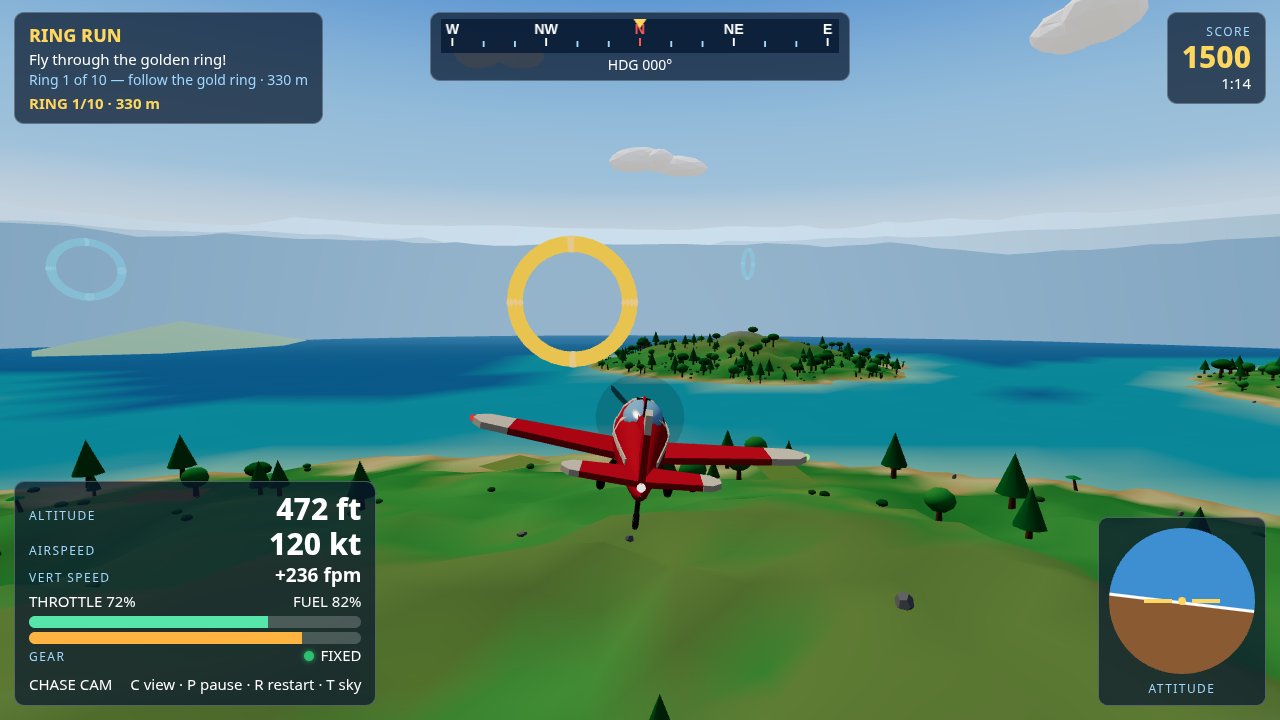 RING RUN
Fly through the golden ring!
Ring 1 of 10 — follow the gold ring · 330 m
RING 1/10 · 330 m
W NW N NE E
HDG 000°
SCORE
1500
1:14
ALTITUDE 472 ft
AIRSPEED 120 kt
VERT SPEED +236 fpm
THROTTLE 72% FUEL 82%
GEAR FIXED
CHASE CAM C view · P pause · R restart · T sky
ATTITUDE